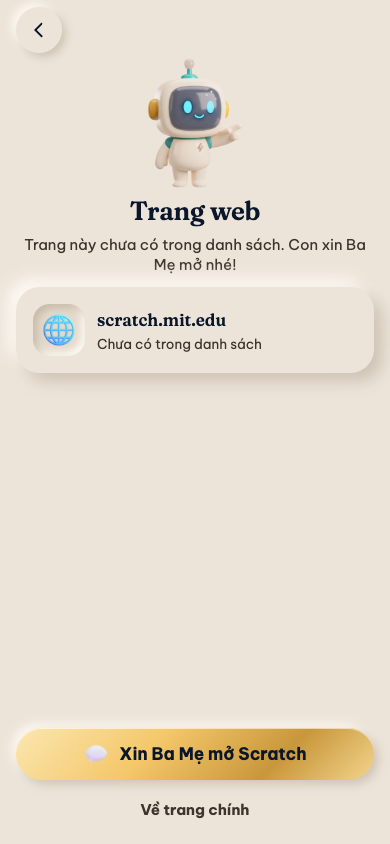 Trang web
Trang này chưa có trong danh sách. Con xin Ba
Mẹ mở nhé!
scratch.mit.edu
Chưa có trong danh sách
Xin Ba Mẹ mở Scratch
Về trang chính